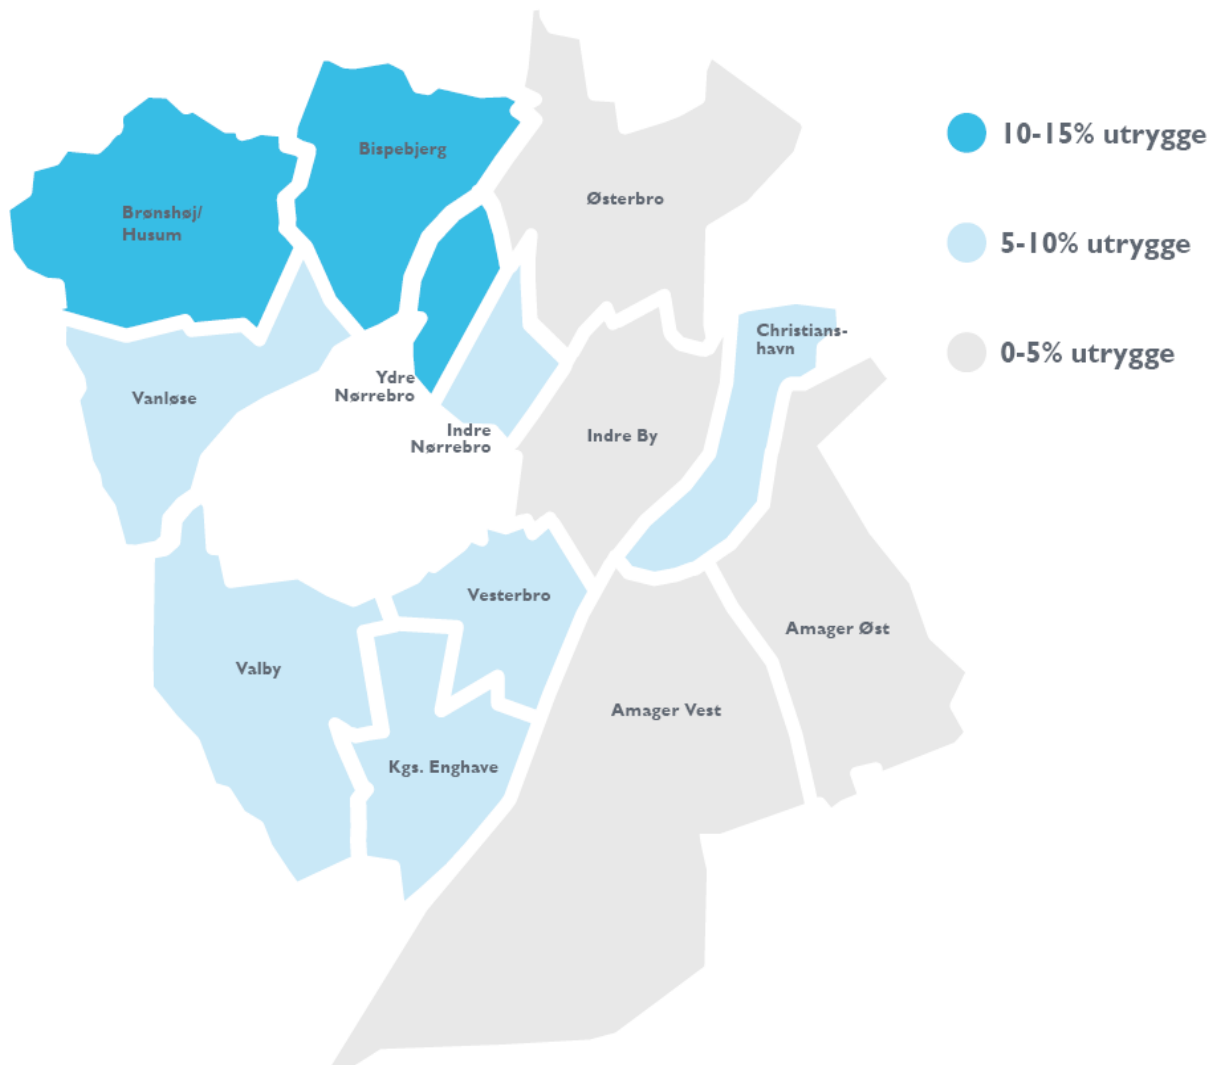 10-15% utrygge
5-10% utrygge
0-5% utrygge
Bispebjerg
Østerbro
Brønshøj/
Husum
Christians-
havn
Vanløse
Ydre
Nørrebro
Indre
Nørrebro
Indre By
Vesterbro
Amager Øst
Valby
Amager Vest
Kgs. Enghave